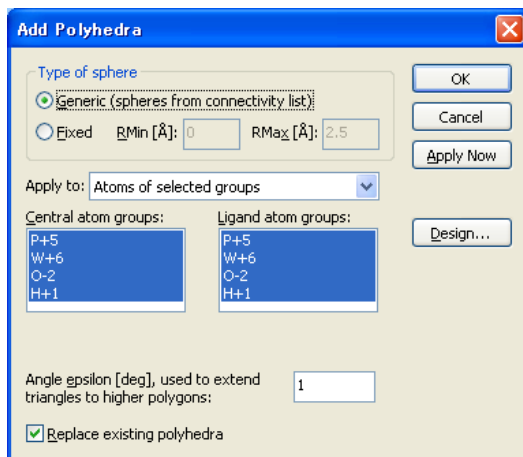 Add Polyhedra
Type of sphere
Generic (spheres from connectivity list)
Fixed RMin [Å]: 0 RMax [Å]: 2.5
OK
Cancel
Apply Now
Apply to: Atoms of selected groups
Central atom groups: Ligand atom groups:
P+5 P+5
W+6 W+6
O-2 O-2
H+1 H+1
Design...
Angle epsilon [deg], used to extend
triangles to higher polygons: 1
Replace existing polyhedra